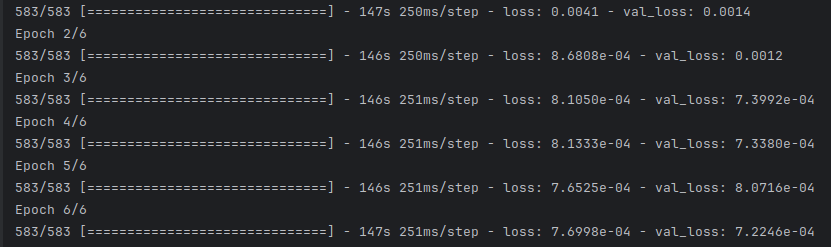 583/583 [==============================] - 147s 250ms/step - loss: 0.0041 - val_loss: 0.0014
Epoch 2/6
583/583 [==============================] - 146s 250ms/step - loss: 8.6808e-04 - val_loss: 0.0012
Epoch 3/6
583/583 [==============================] - 146s 251ms/step - loss: 8.1050e-04 - val_loss: 7.3992e-04
Epoch 4/6
583/583 [==============================] - 146s 251ms/step - loss: 8.1333e-04 - val_loss: 7.3380e-04
Epoch 5/6
583/583 [==============================] - 146s 251ms/step - loss: 7.6525e-04 - val_loss: 8.0716e-04
Epoch 6/6
583/583 [==============================] - 147s 251ms/step - loss: 7.6998e-04 - val_loss: 7.2246e-04